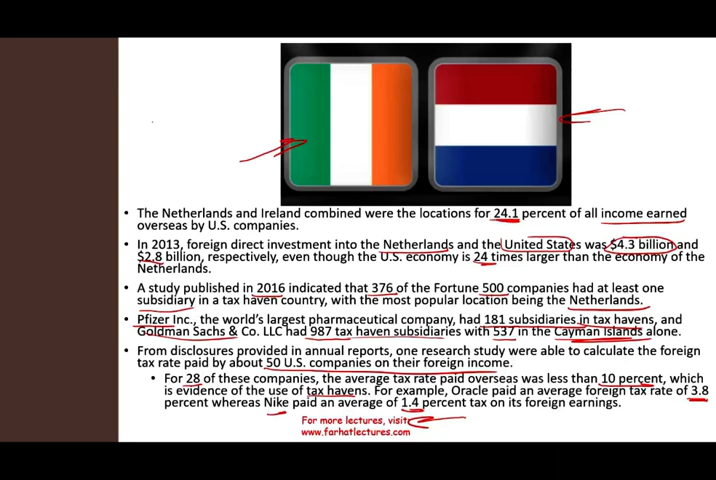 • The Netherlands and Ireland combined were the locations for 24.1 percent of all income earned
overseas by U.S. companies.
• In 2013, foreign direct investment into the Netherlands and the United States was $4.3 billion and
$2.8 billion, respectively, even though the U.S. economy is 24 times larger than the economy of the
Netherlands.
• A study published in 2016 indicated that 376 of the Fortune 500 companies had at least one
subsidiary in a tax haven country, with the most popular location being the Netherlands.
• Pfizer Inc., the world's largest pharmaceutical company, had 181 subsidiaries in tax havens, and
Goldman Sachs & Co. LLC had 987 tax haven subsidiaries with 537 in the Cayman Islands alone.
• From disclosures provided in annual reports, one research study were able to calculate the foreign
tax rate paid by about 50 U.S. companies on their foreign income.
• For 28 of these companies, the average tax rate paid overseas was less than 10 percent, which
is evidence of the use of tax havens. For example, Oracle paid an average foreign tax rate of 3.8
percent whereas Nike paid an average of 1.4 percent tax on its foreign earnings.
For more lectures, visit
www.farhatlectures.com